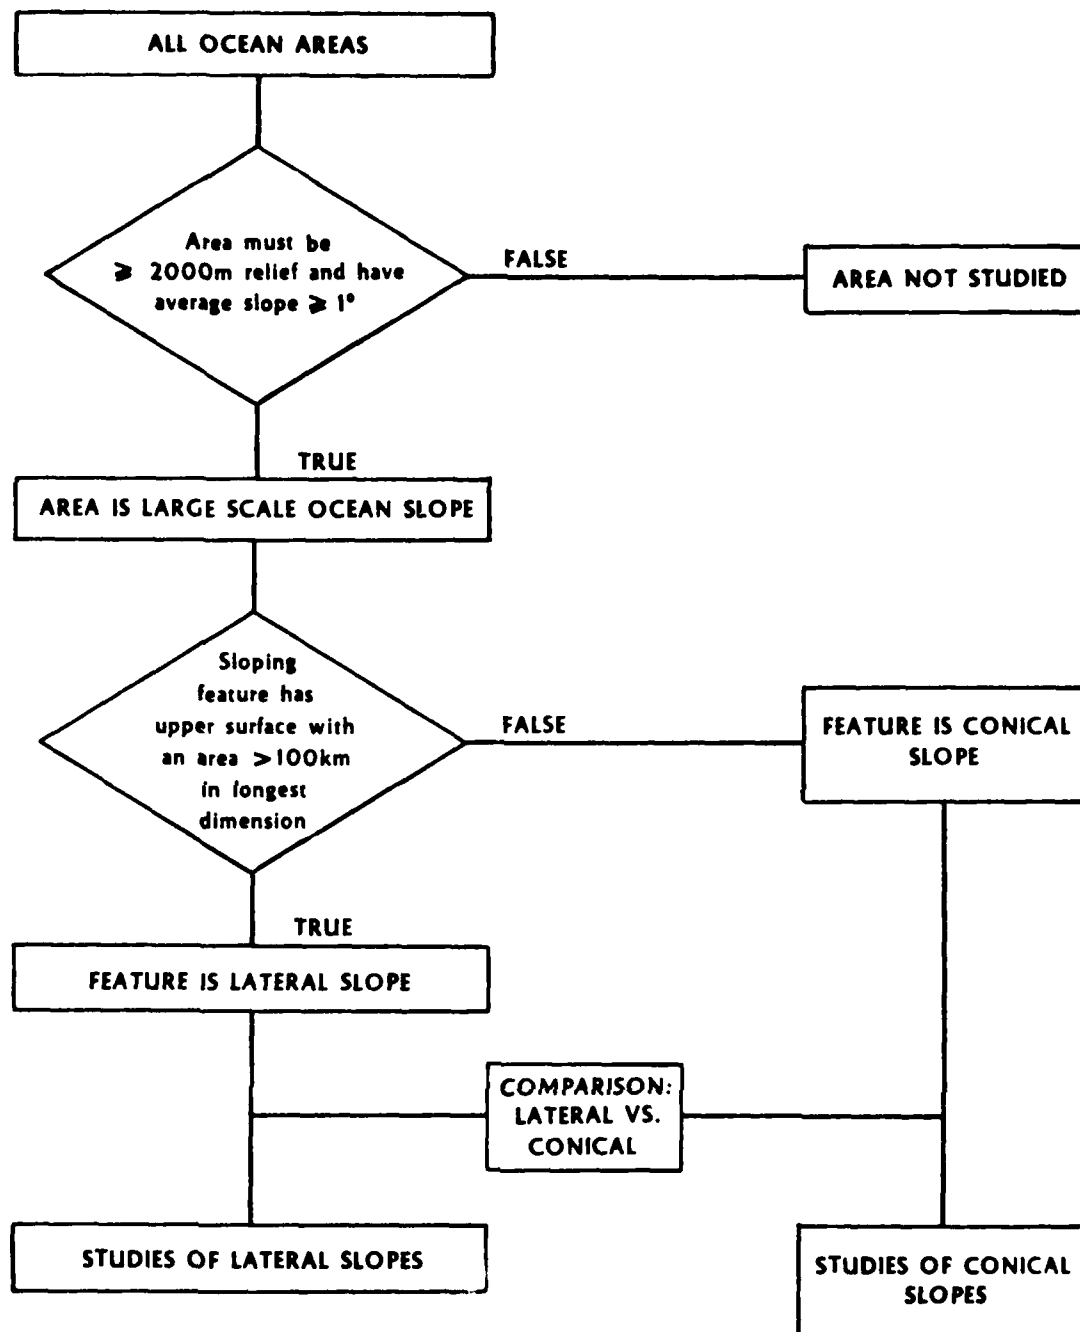 ALL OCEAN AREAS
Area must be
⩾ 2000m relief and have
average slope ⩾ 1°
FALSE
AREA NOT STUDIED
TRUE
AREA IS LARGE SCALE OCEAN SLOPE
Sloping
feature has
upper surface with
an area >100km
in longest
dimension
FALSE
FEATURE IS CONICAL
SLOPE
TRUE
FEATURE IS LATERAL SLOPE
COMPARISON:
LATERAL VS.
CONICAL
STUDIES OF LATERAL SLOPES
STUDIES OF CONICAL
SLOPES